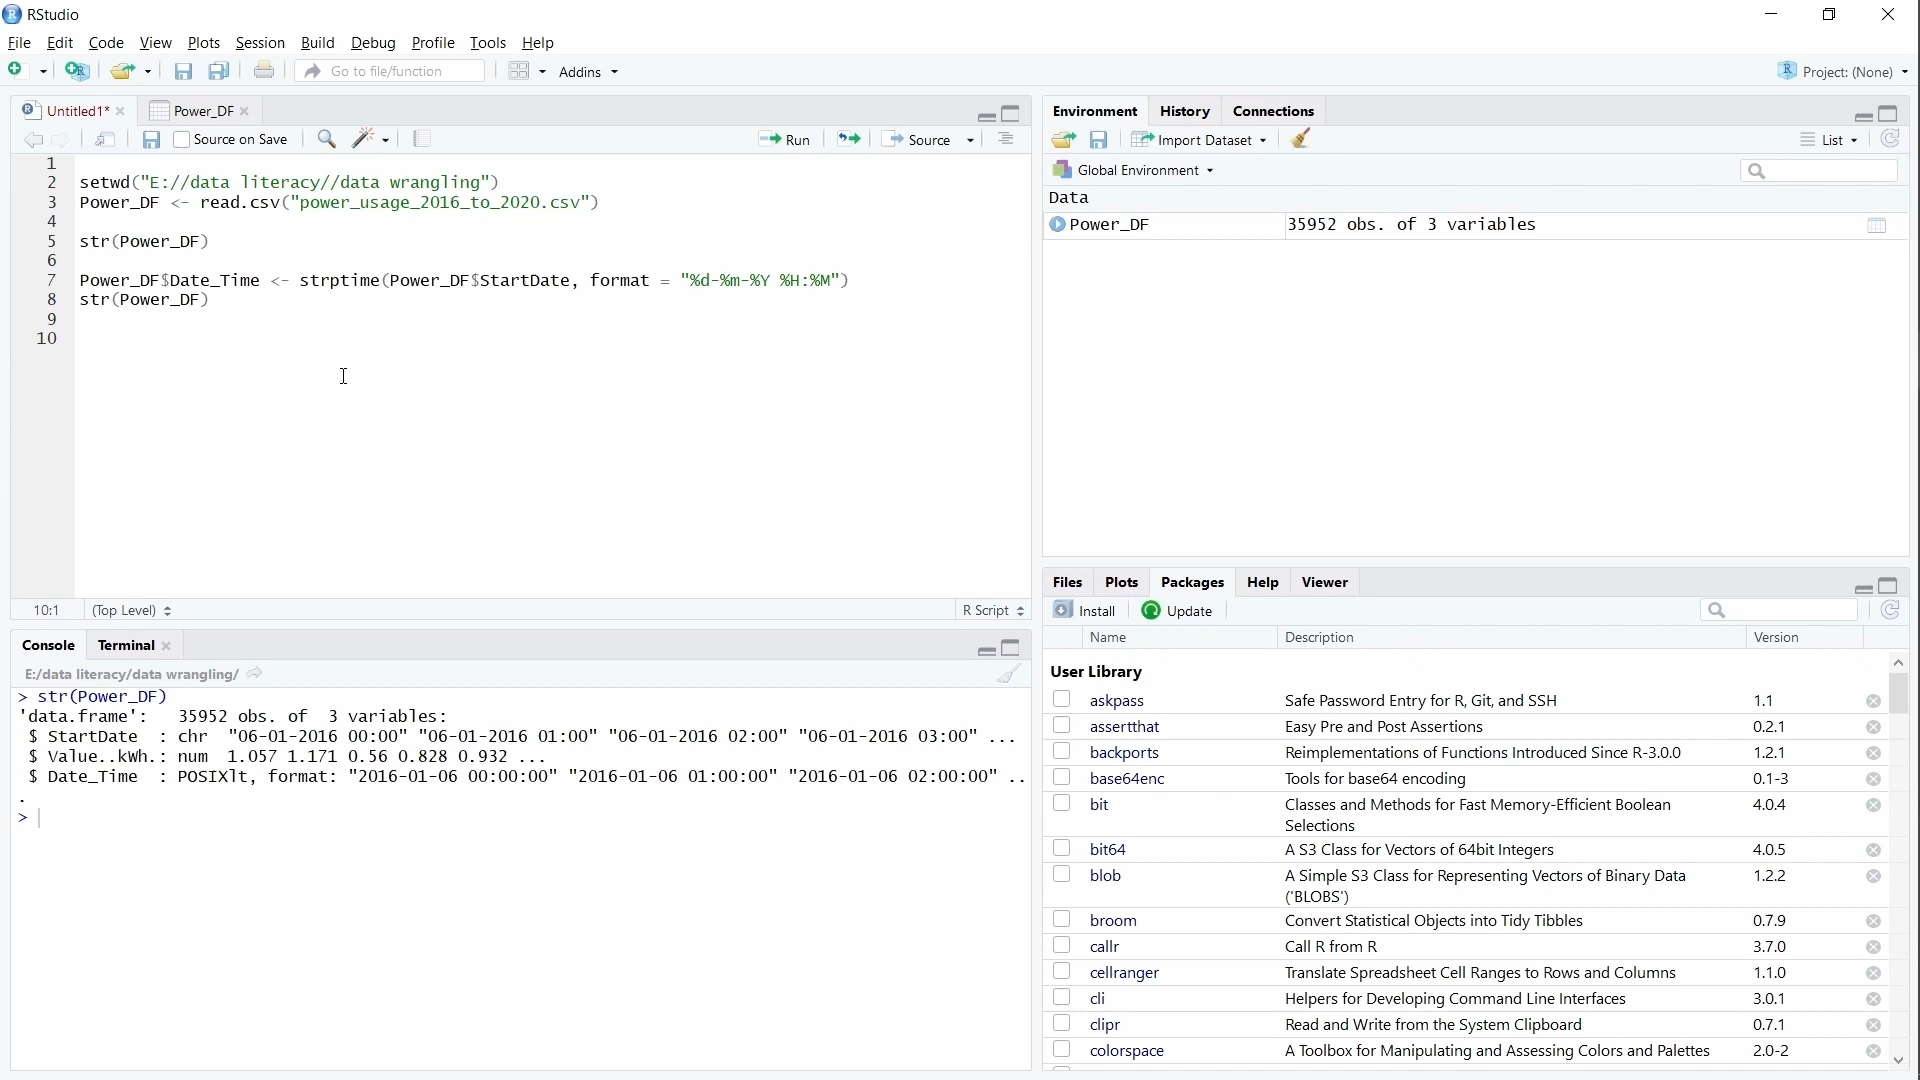 RStudio
File Edit Code View Plots Session Build Debug Profile Tools Help
Go to file/function Addins Project: (None)
Untitled1* Power_DF
Source on Save Run Source
1
2 setwd("E://data literacy//data wrangling")
3 Power_DF <- read.csv("power_usage_2016_to_2020.csv")
4
5 str(Power_DF)
6
7 Power_DF$Date_Time <- strptime(Power_DF$StartDate, format = "%d-%m-%Y %H:%M")
8 str(Power_DF)
9
10
10:1 (Top Level) R Script
Console Terminal
E:/data literacy/data wrangling/
> str(Power_DF)
'data.frame': 35952 obs. of 3 variables:
$ StartDate : chr "06-01-2016 00:00" "06-01-2016 01:00" "06-01-2016 02:00" "06-01-2016 03:00" ...
$ Value..kWh.: num 1.057 1.171 0.56 0.828 0.932 ...
$ Date_Time : POSIXlt, format: "2016-01-06 00:00:00" "2016-01-06 01:00:00" "2016-01-06 02:00:00" ..
.
>
Environment History Connections
Import Dataset List
Global Environment
Data
Power_DF 35952 obs. of 3 variables
Files Plots Packages Help Viewer
Install Update
Name Description Version
User Library
askpass Safe Password Entry for R, Git, and SSH 1.1
assertthat Easy Pre and Post Assertions 0.2.1
backports Reimplementations of Functions Introduced Since R-3.0.0 1.2.1
base64enc Tools for base64 encoding 0.1-3
bit Classes and Methods for Fast Memory-Efficient Boolean 4.0.4
Selections
bit64 A S3 Class for Vectors of 64bit Integers 4.0.5
blob A Simple S3 Class for Representing Vectors of Binary Data 1.2.2
('BLOBS')
broom Convert Statistical Objects into Tidy Tibbles 0.7.9
callr Call R from R 3.7.0
cellranger Translate Spreadsheet Cell Ranges to Rows and Columns 1.1.0
cli Helpers for Developing Command Line Interfaces 3.0.1
clipr Read and Write from the System Clipboard 0.7.1
colorspace A Toolbox for Manipulating and Assessing Colors and Palettes 2.0-2